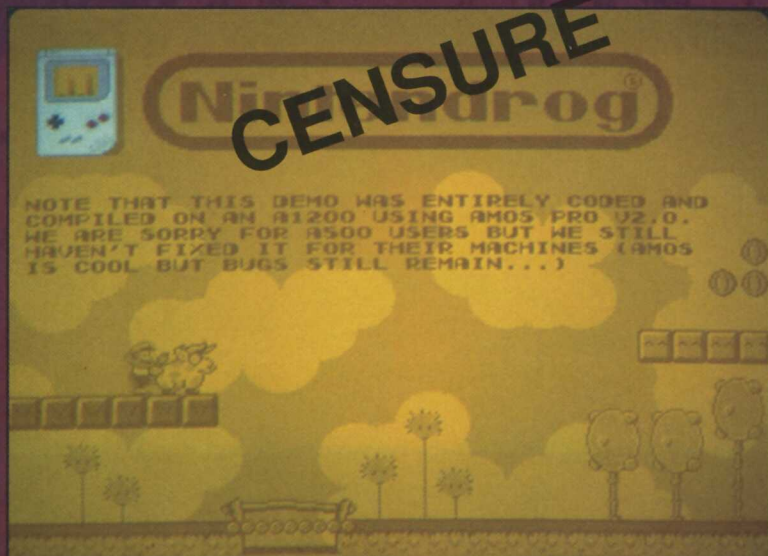 CENSURE
Nintendrog®
NOTE THAT THIS DEMO WAS ENTIRELY CODED AND
COMPILED ON AN A1200 USING AMOS PRO V2.0.
WE ARE SORRY FOR A500 USERS BUT WE STILL
HAVEN'T FIXED IT FOR THEIR MACHINES (AMOS
IS COOL BUT BUGS STILL REMAIN...)